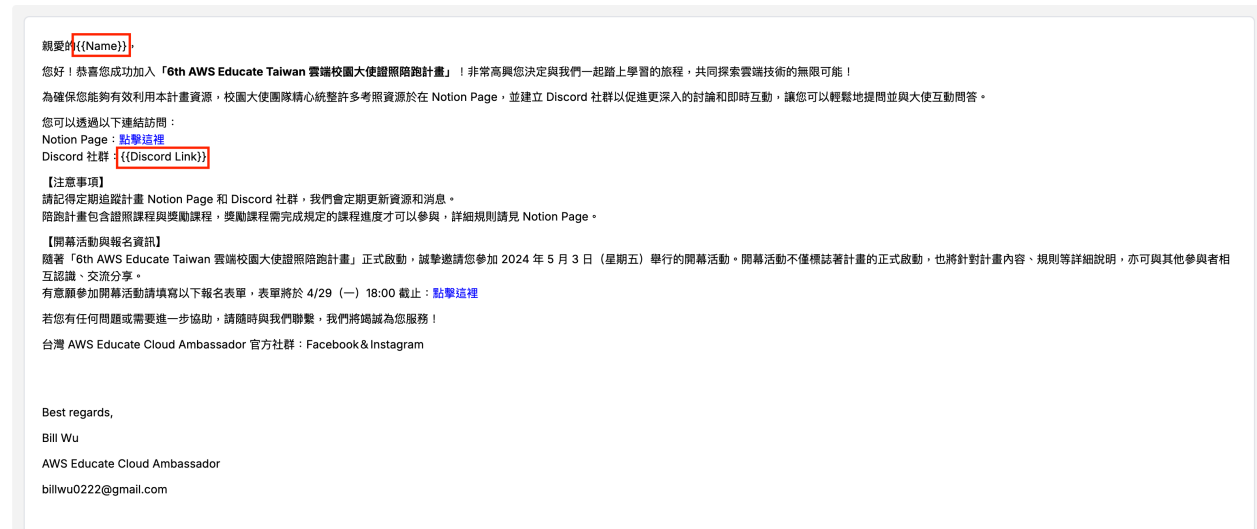 親愛的{{Name}},
您好！恭喜您成功加入「6th AWS Educate Taiwan 雲端校園大使證照陪跑計畫」！非常高興您決定與我們一起踏上學習的旅程，共同探索雲端技術的無限可能！
為確保您能夠有效利用本計畫資源，校園大使團隊精心統整許多考照資源於在 Notion Page，並建立 Discord 社群以促進更深入的討論和即時互動，讓您可以輕鬆地提問並與大使互動問答。
您可以透過以下連結訪問：
Notion Page：點擊這裡
Discord 社群：{{Discord Link}}
【注意事項】
請記得定期追蹤計畫 Notion Page 和 Discord 社群，我們會定期更新資源和消息。
陪跑計畫包含證照課程與獎勵課程，獎勵課程需完成規定的課程進度才可以參與，詳細規則請見 Notion Page。
【開幕活動與報名資訊】
隨著「6th AWS Educate Taiwan 雲端校園大使證照陪跑計畫」正式啟動，誠摯邀請您參加 2024 年 5 月 3 日（星期五）舉行的開幕活動。開幕活動不僅標誌著計畫的正式啟動，也將針對計畫內容、規則等詳細說明，亦可與其他參與者相
互認識、交流分享。
有意願參加開幕活動請填寫以下報名表單，表單將於 4/29（一）18:00 截止：點擊這裡
若您有任何問題或需要進一步協助，請隨時與我們聯繫，我們將竭誠為您服務！
台灣 AWS Educate Cloud Ambassador 官方社群：Facebook＆Instagram
Best regards,
Bill Wu
AWS Educate Cloud Ambassador
billwu0222@gmail.com